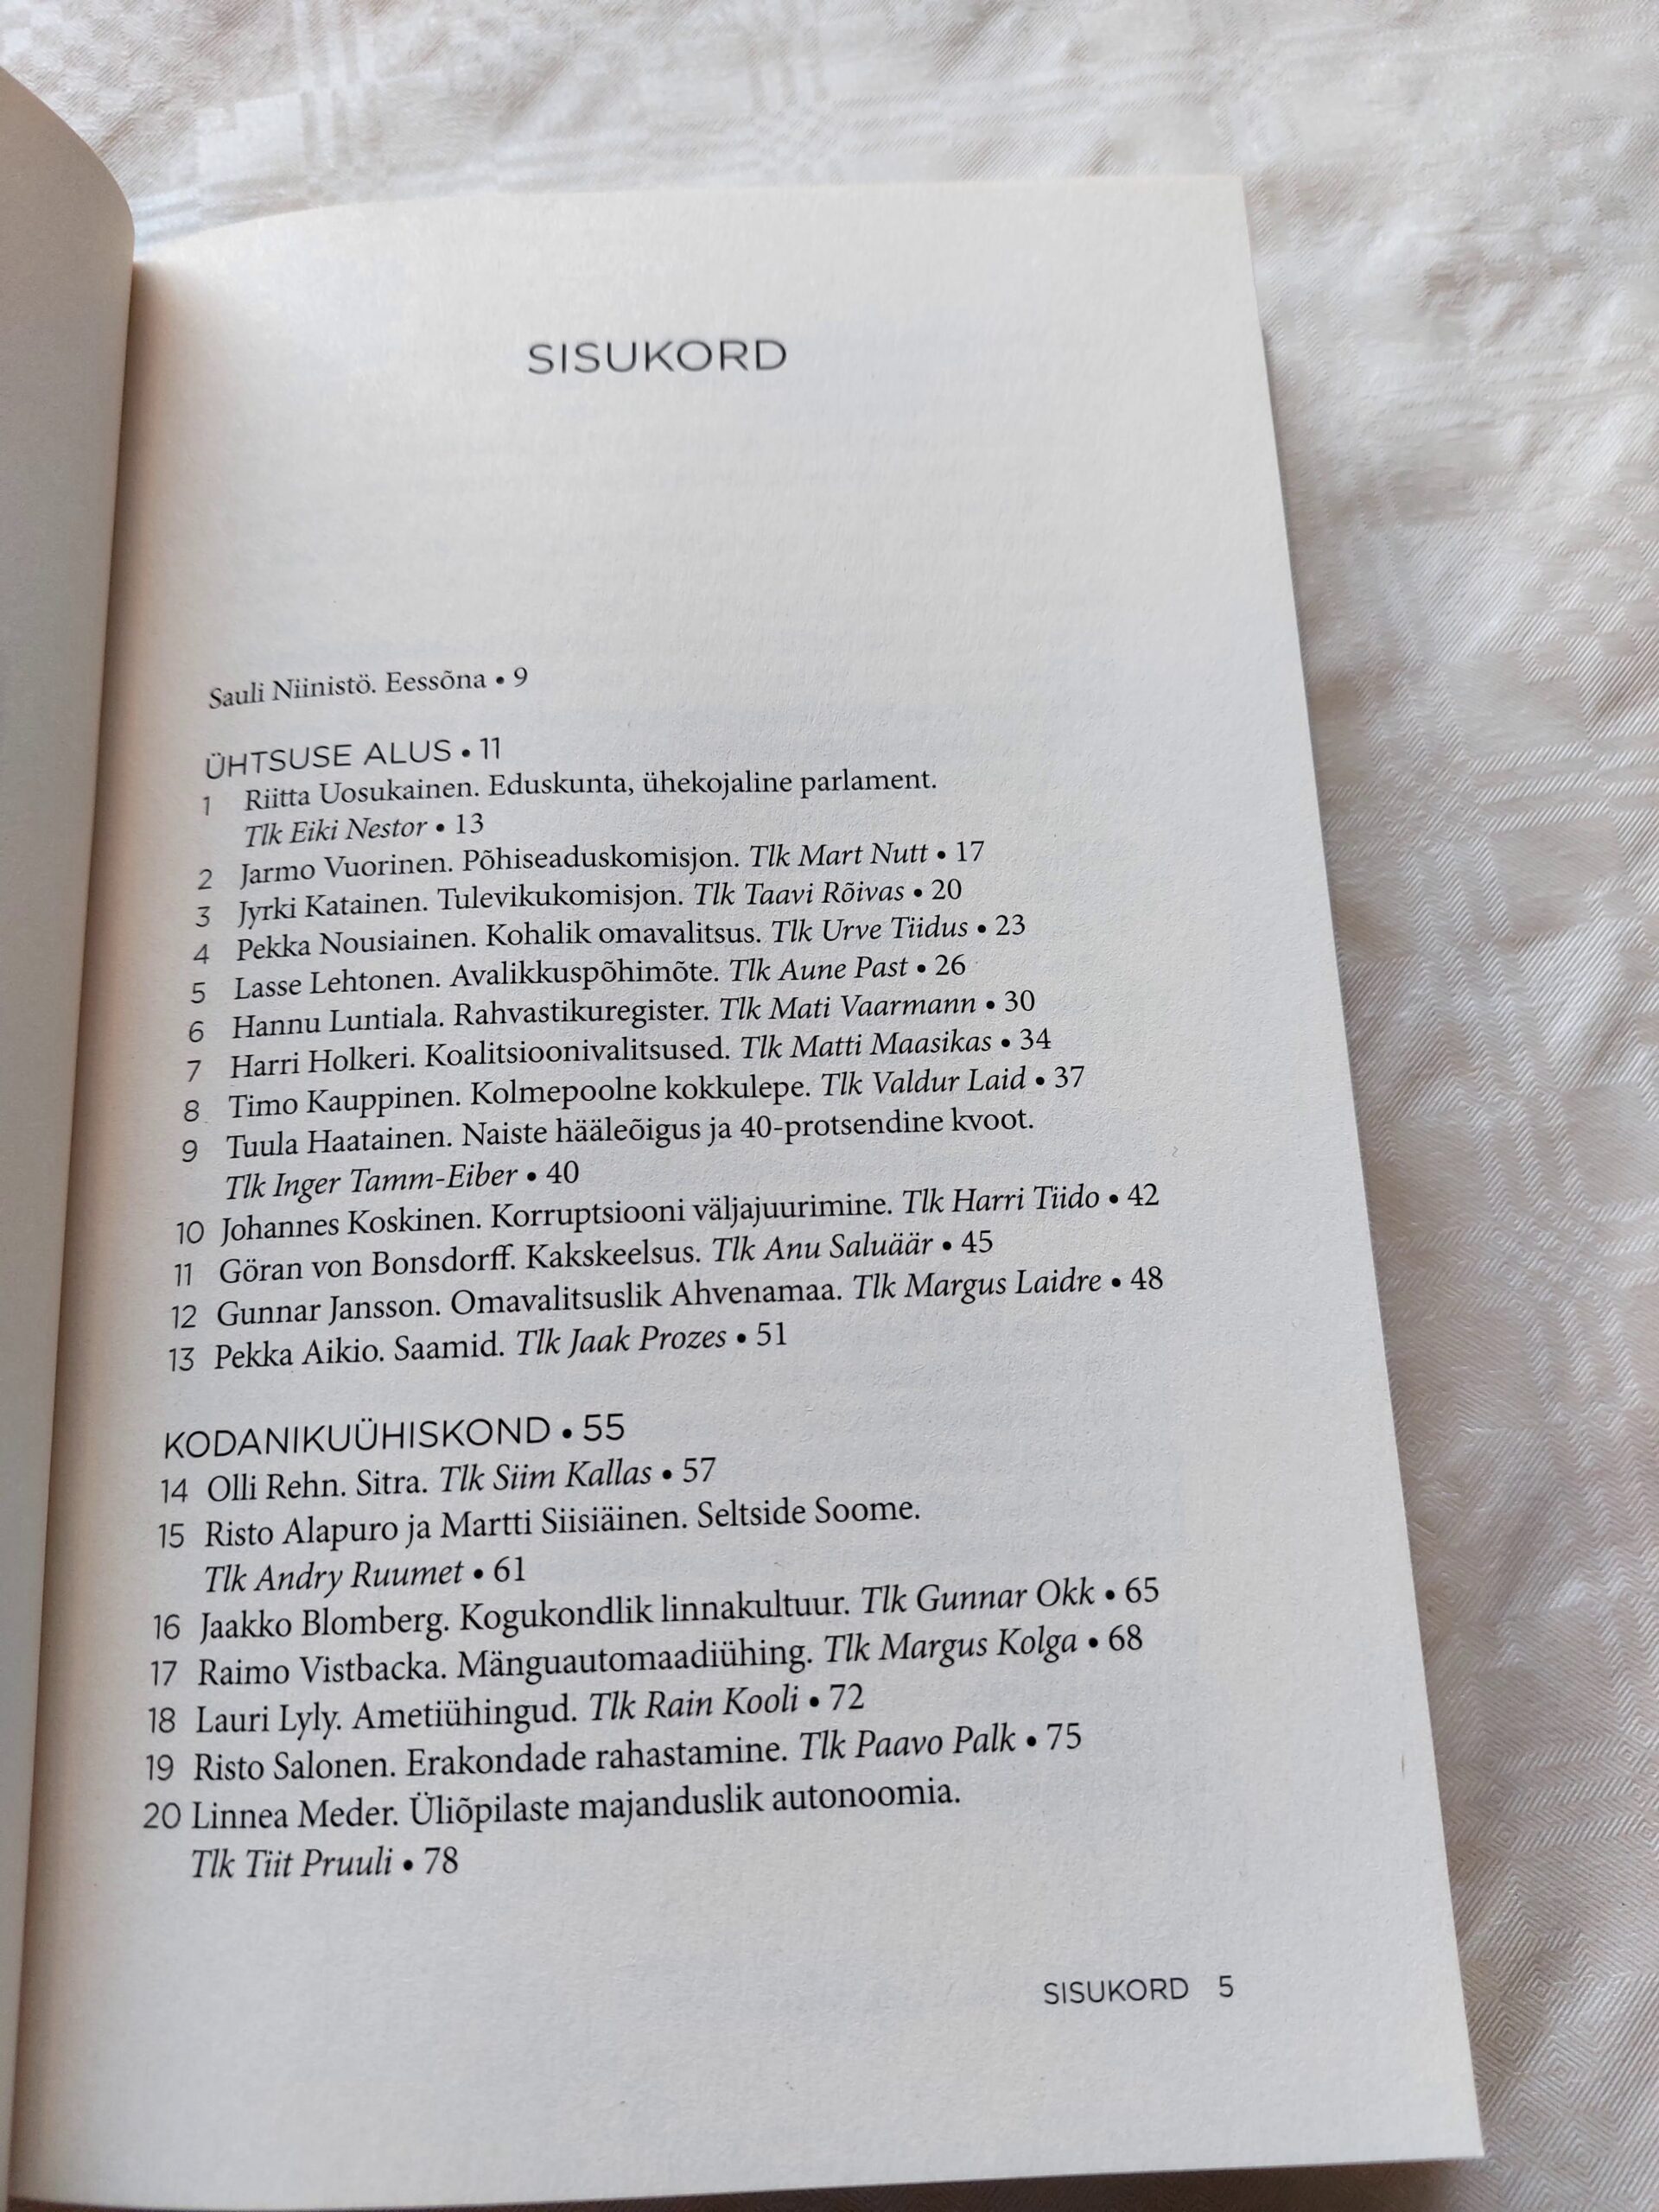 SISUKORD
Sauli Niinistö. Eessõna • 9
ÜHTSUSE ALUS • 11
1 Riitta Uosukainen. Eduskunta, ühekojaline parlament.
Tlk Eiki Nestor • 13
2 Jarmo Vuorinen. Põhiseaduskomisjon. Tlk Mart Nutt • 17
3 Jyrki Katainen. Tulevikukomisjon. Tlk Taavi Rõivas • 20
4 Pekka Nousiainen. Kohalik omavalitsus. Tlk Urve Tiidus • 23
5 Lasse Lehtonen. Avalikkuspõhimõte. Tlk Aune Past • 26
6 Hannu Luntiala. Rahvastikuregister. Tlk Mati Vaarmann • 30
7 Harri Holkeri. Koalitsioonivalitsused. Tlk Matti Maasikas • 34
8 Timo Kauppinen. Kolmepoolne kokkulepe. Tlk Valdur Laid • 37
9 Tuula Haatainen. Naiste hääleõigus ja 40-protsendine kvoot.
Tlk Inger Tamm-Eiber • 40
10 Johannes Koskinen. Korruptsiooni väljajuurimine. Tlk Harri Tiido • 42
11 Göran von Bonsdorff. Kakskeelsus. Tlk Anu Saluäär • 45
12 Gunnar Jansson. Omavalitsuslik Ahvenamaa. Tlk Margus Laidre • 48
13 Pekka Aikio. Saamid. Tlk Jaak Prozes • 51
KODANIKUÜHISKOND • 55
14 Olli Rehn. Sitra. Tlk Siim Kallas • 57
15 Risto Alapuro ja Martti Siisiäinen. Seltside Soome.
Tlk Andry Ruumet • 61
16 Jaakko Blomberg. Kogukondlik linnakultuur. Tlk Gunnar Okk • 65
17 Raimo Vistbacka. Mänguautomaadiühing. Tlk Margus Kolga • 68
18 Lauri Lyly. Ametiühingud. Tlk Rain Kooli • 72
19 Risto Salonen. Erakondade rahastamine. Tlk Paavo Palk • 75
20 Linnea Meder. Üliõpilaste majanduslik autonoomia.
Tlk Tiit Pruuli • 78
SISUKORD 5